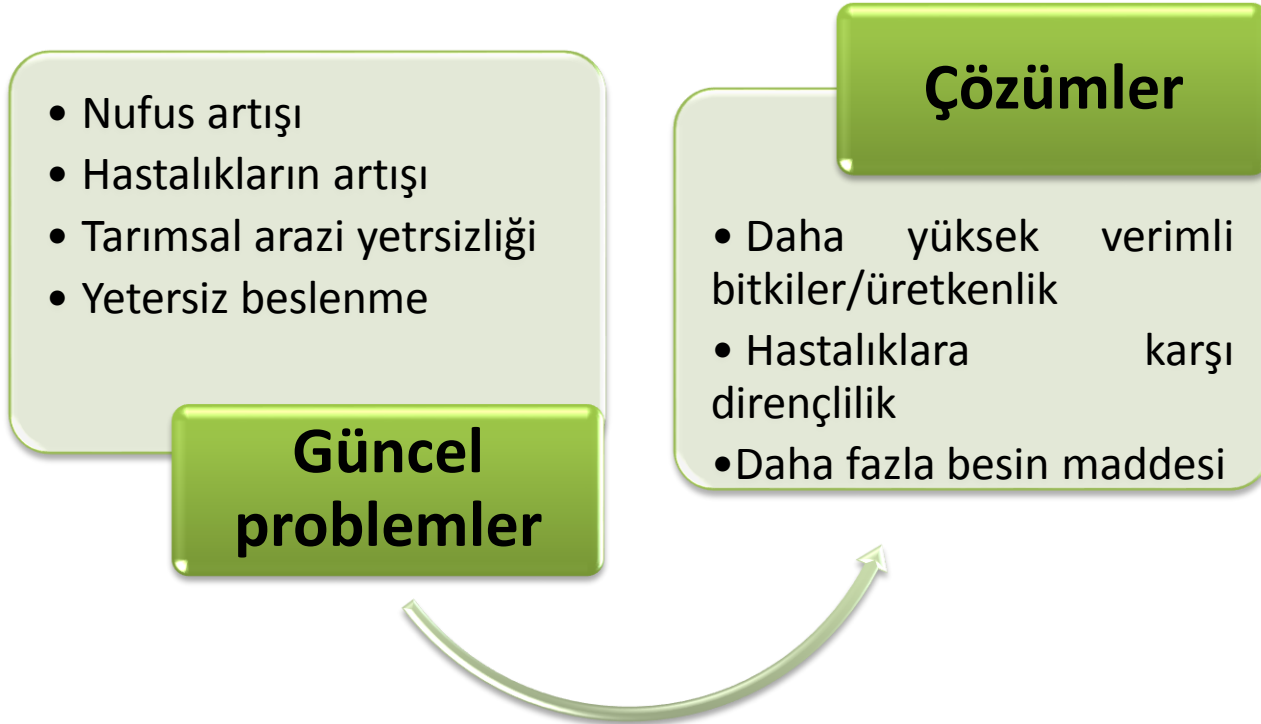 • Nufus artışı
• Hastalıkların artışı
• Tarımsal arazi yetrsizliği
• Yetersiz beslenme
Güncel
problemler
Çözümler
• Daha yüksek verimli
bitkiler/üretkenlik
• Hastalıklara karşı
dirençlilik
•Daha fazla besin maddesi